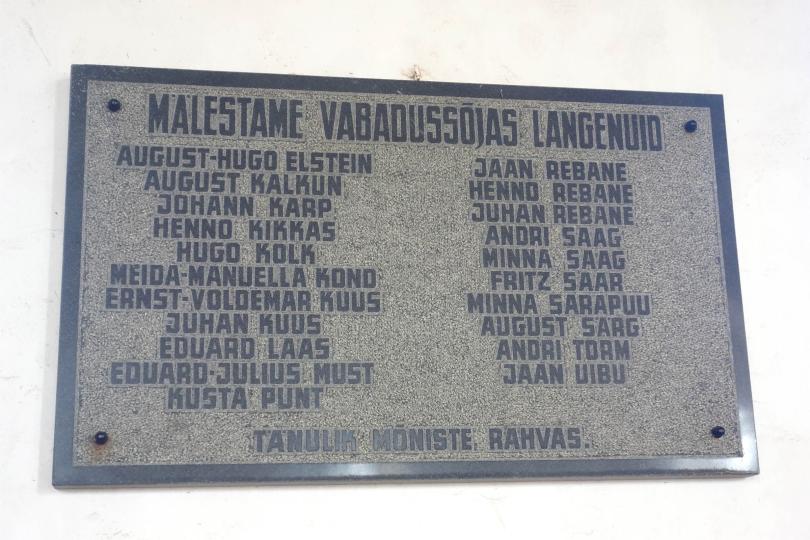 MALESTAME VABADUSSÕJAS LANGENUID
AUGUST-HUGO ELSTEIN
AUGUST KALKUN
JOHANN KARP
HENNO KIKKAS
HUGO KOLK
MEIDA-MANUELLA KOND
ERNST-VOLDEMAR KUUS
JUHAN KUUS
EDUARD LAAS
EDUARD-JULIUS MUST
KUSTA PUNT
JAAN REBANE
HENNO REBANE
JUHAN REBANE
ANDRI SAAG
MINNA SAAG
FRITZ SAAR
MINNA SARAPUU
AUGUST SARG
ANDRI TORM
JAAN UIBU
TANULIK MÕNISTE RAHVAS.